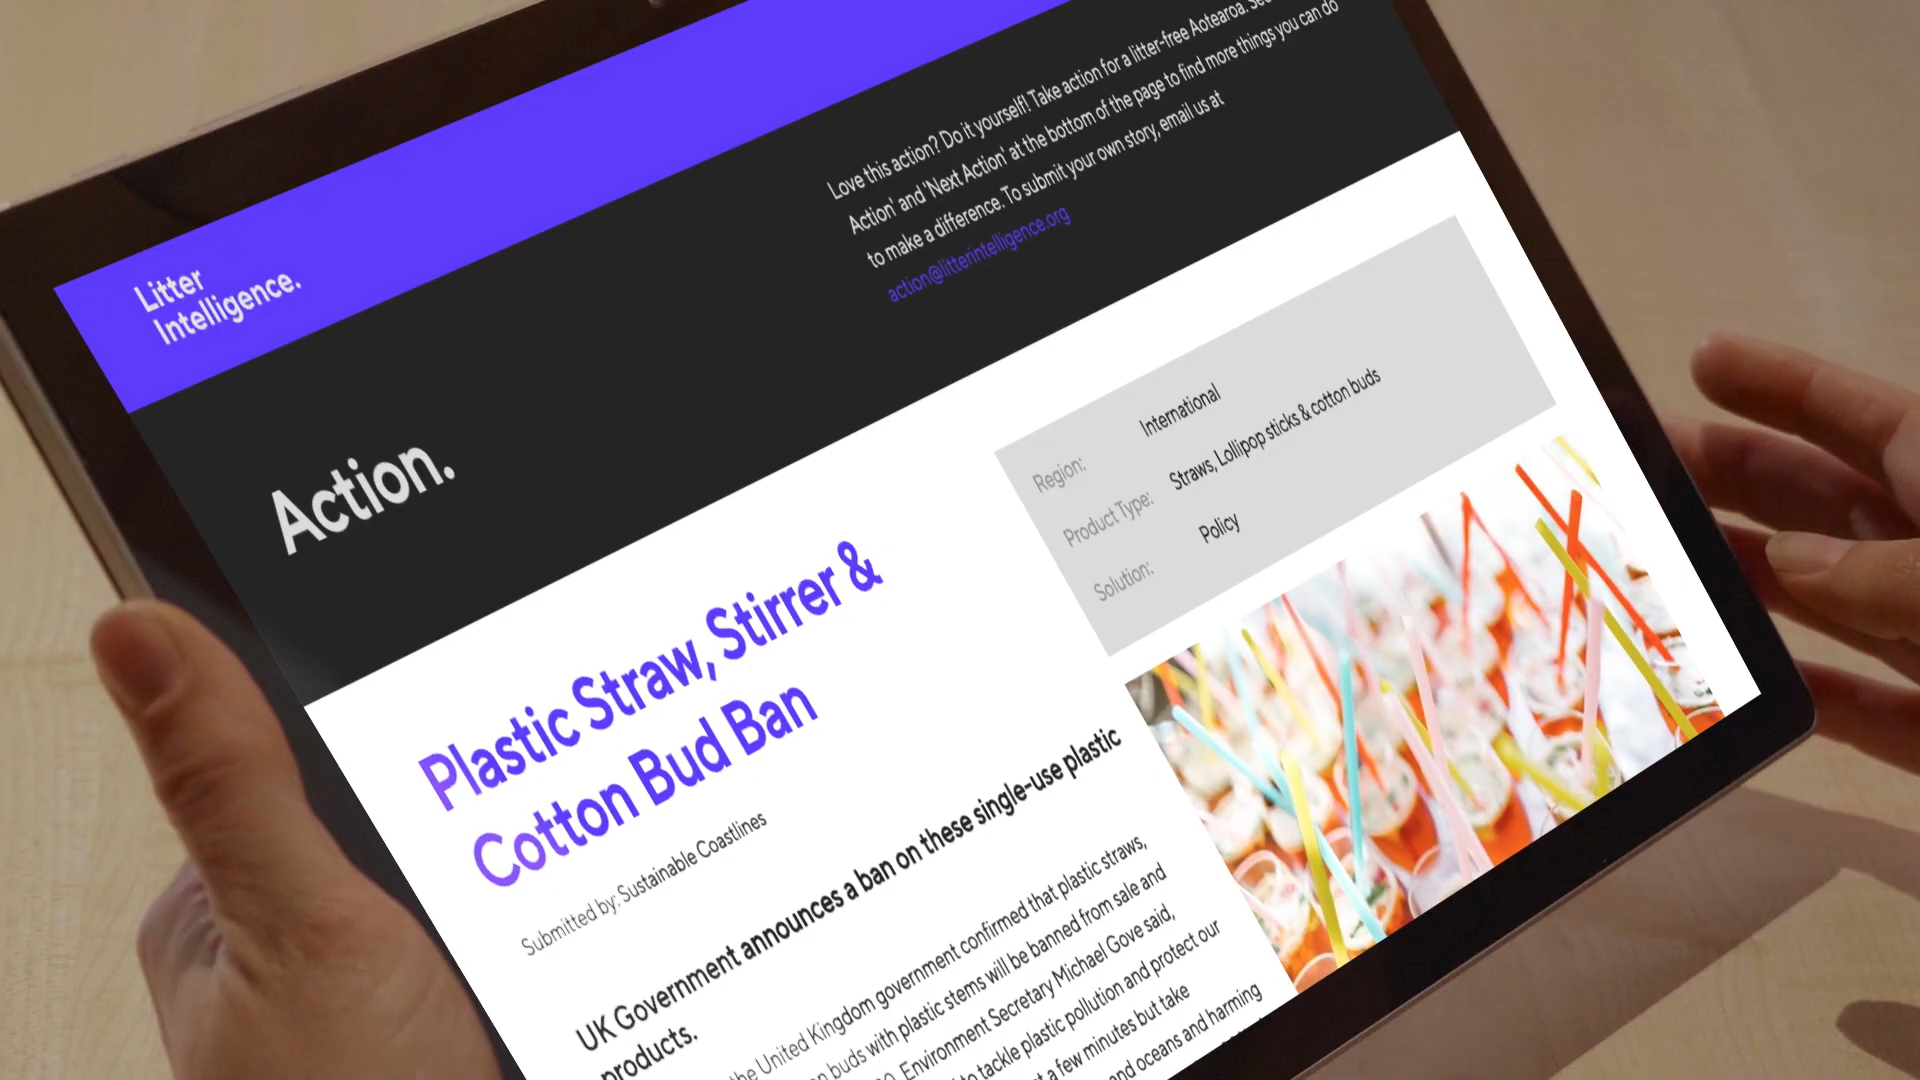 Litter
Intelligence.
Love this action? Do it yourself! Take action for a litter-free Aotearoa.
Action' and 'Next Action' at the bottom of the page to find more things you can do
to make a difference. To submit your own story, email us at
action@litterintelligence.org
Action.
Region: International
Product Type: Straws, Lollipop sticks & cotton buds
Solution: Policy
Plastic Straw, Stirrer &
Cotton Bud Ban
Submitted by: Sustainable Coastlines
UK Government announces a ban on these single-use plastic
products.
the United Kingdom government confirmed that plastic straws,
buds with plastic stems will be banned from sale and
Environment Secretary Michael Gove said,
to tackle plastic pollution and protect our
a few minutes but take
and oceans and harming